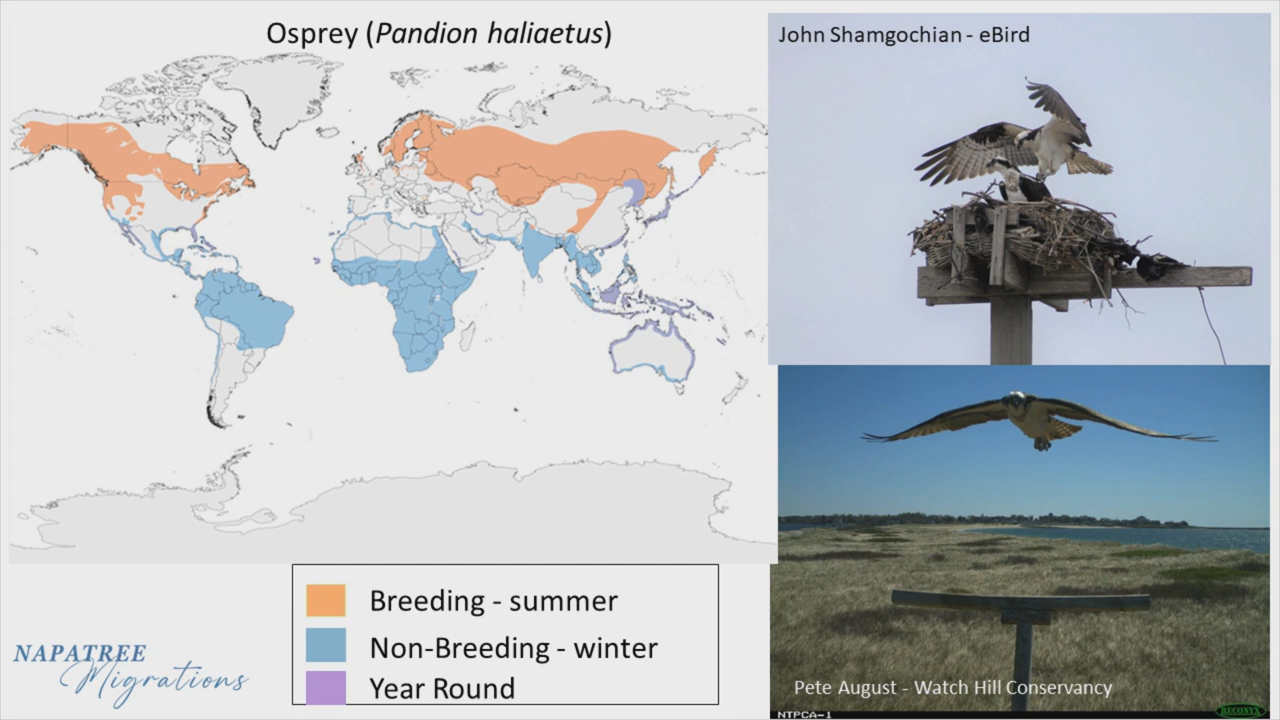 Osprey (Pandion haliaetus)
John Shamgochian - eBird
Breeding - summer
Non-Breeding - winter
Year Round
NAPATREE
Migrations
Pete August - Watch Hill Conservancy
NTPCA-1
RECONYX